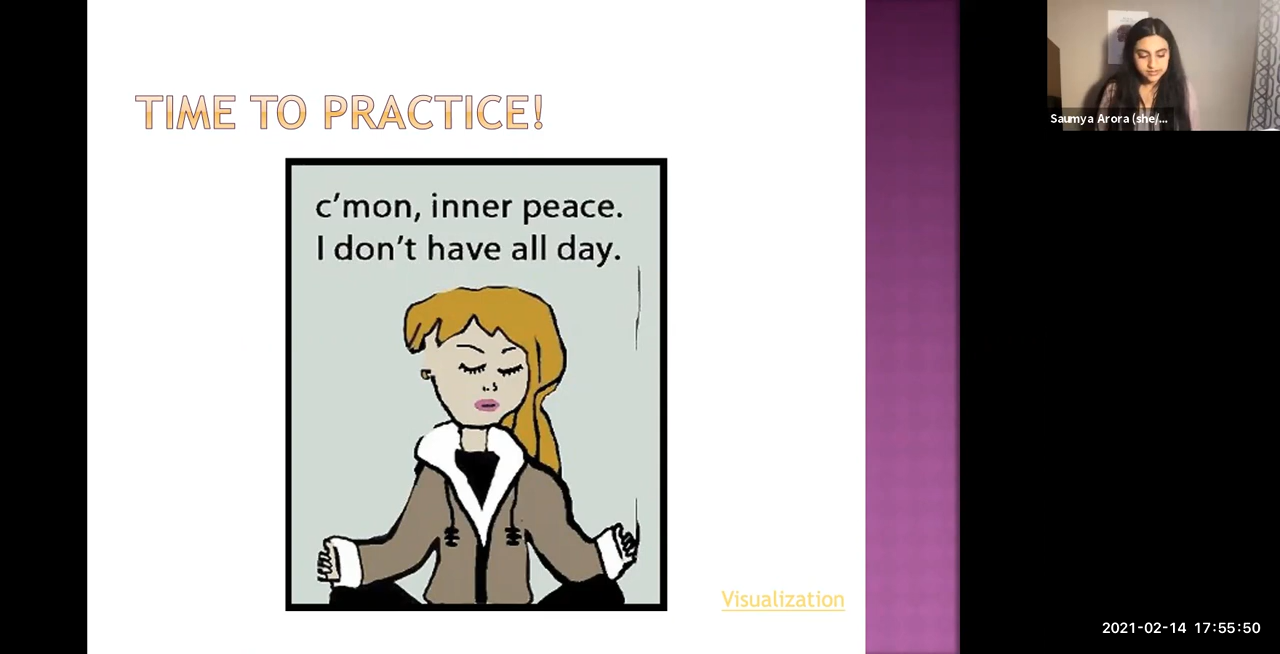 TIME TO PRACTICE!
c'mon, inner peace.
I don't have all day.
Visualization
Saumya Arora (she/...
2021-02-14 17:55:50